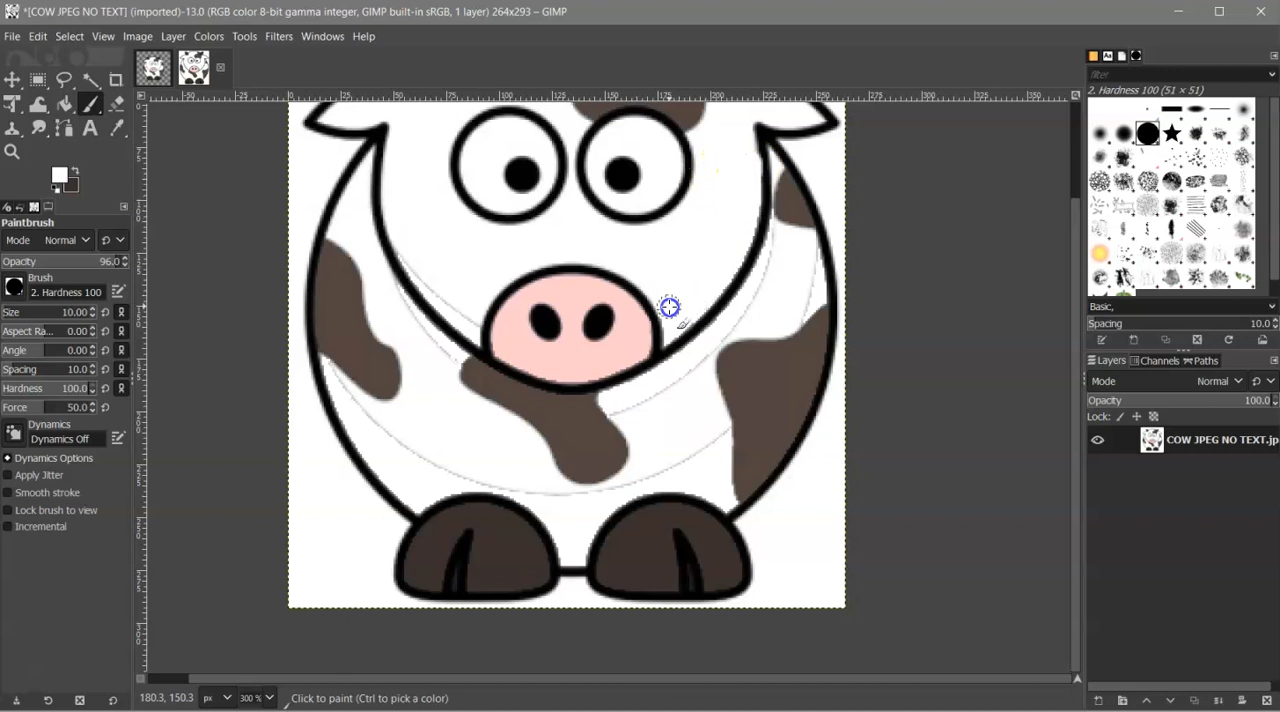 *[COW JPEG NO TEXT] (imported)-13.0 (RGB color 8-bit gamma integer, GIMP built-in sRGB, 1 layer) 264x293 – GIMP
File Edit Select View Image Layer Colors Tools Filters Windows Help
filter
2. Hardness 100 (51 × 51)
Paintbrush
Mode Normal
Opacity 96.0
Brush
2. Hardness 100
Size 10.00
Aspect Ra... 0.00
Angle 0.00
Spacing 10.0
Hardness 100.0
Force 50.0
Dynamics
Dynamics Off
Dynamics Options
Apply Jitter
Smooth stroke
Lock brush to view
Incremental
Basic,
Spacing 10.0
Layers Channels Paths
Mode Normal
Opacity 100.0
Lock:
COW JPEG NO TEXT.jp
180.3, 150.3 px 300 % Click to paint (Ctrl to pick a color)